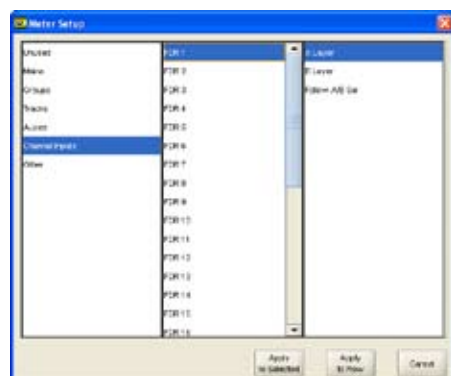 Meter Setup
Unused
Mains
Groups
Tracks
Auxes
Channel Inputs
Other
FDR 1
FDR 2
FDR 3
FDR 4
FDR 5
FDR 6
FDR 7
FDR 8
FDR 9
FDR 10
FDR 11
FDR 12
FDR 13
FDR 14
FDR 15
FDR 16
Layer
B Layer
Follow A/B Sel
Apply
to Selected
Apply
to Row
Cancel